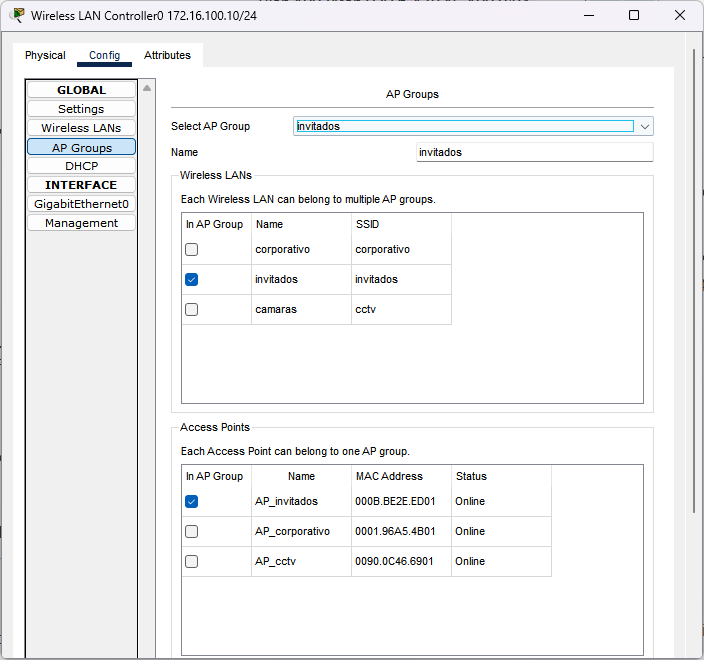 Wireless LAN Controller0 172.16.100.10/24
Physical Config Attributes
GLOBAL
Settings
Wireless LANs
AP Groups
DHCP
INTERFACE
GigabitEthernet0
Management
AP Groups
Select AP Group invitados
Name invitados
Wireless LANs
Each Wireless LAN can belong to multiple AP groups.
In AP Group Name SSID
corporativo corporativo
invitados invitados
camaras cctv
Access Points
Each Access Point can belong to one AP group.
In AP Group Name MAC Address Status
AP_invitados 000B.BE2E.ED01 Online
AP_corporativo 0001.96A5.4B01 Online
AP_cctv 0090.0C46.6901 Online